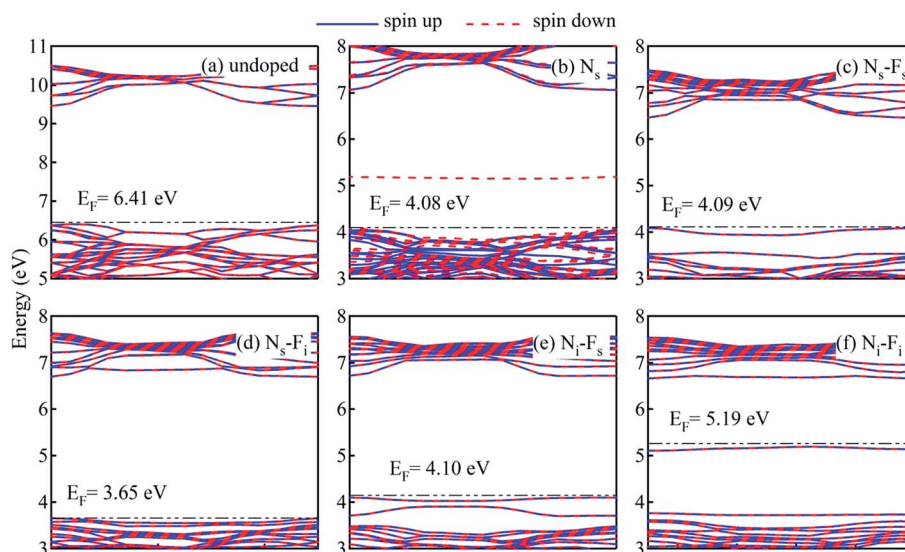 spin up spin down
11
10
9
8
7
6
5
(a) undoped
E_F= 6.41 eV
8
7
6
5
4
3
(b) N_s
E_F= 4.08 eV
8
7
6
5
4
3
(c) N_s-F_s
E_F= 4.09 eV
Energy (eV)
8
7
6
5
4
3
(d) N_s-F_i
E_F= 3.65 eV
8
7
6
5
4
3
(e) N_i-F_s
E_F= 4.10 eV
8
7
6
5
4
3
(f) N_i-F_i
E_F= 5.19 eV